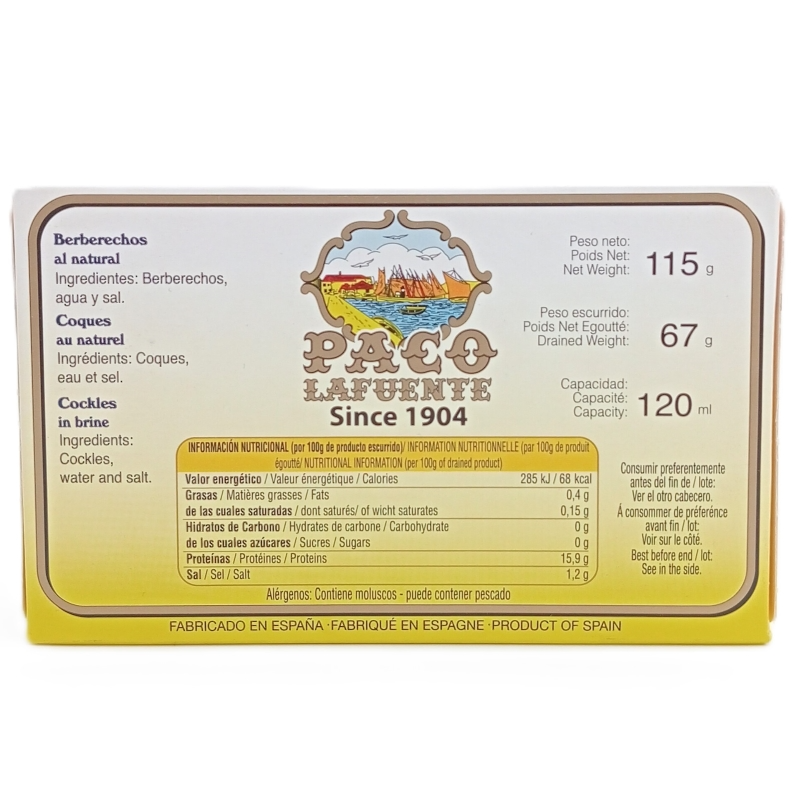 Berberechos
al natural
Ingredientes: Berberechos,
agua y sal.
Coques
au naturel
Ingrédients: Coques,
eau et sel.
Cockles
in brine
Ingredients:
Cockles,
water and salt.
PACO
LAFUENTE
Since 1904
Peso neto:
Poids Net:
Net Weight: 115 g
Peso escurrido:
Poids Net Egoutté:
Drained Weight: 67 g
Capacidad:
Capacité:
Capacity: 120 ml
INFORMACIÓN NUTRICIONAL (por 100g de producto escurrido)/ INFORMATION NUTRITIONNELLE (par 100g de produit
égoutté/ NUTRITIONAL INFORMATION (per 100g of drained product)
Valor energético / Valeur énergétique / Calories 285 kJ / 68 kcal
Grasas / Matières grasses / Fats 0,4 g
de las cuales saturadas / dont saturés/ of wicht saturates 0,15 g
Hidratos de Carbono / Hydrates de carbone / Carbohydrate 0 g
de los cuales azúcares / Sucres / Sugars 0 g
Proteínas / Protéines / Proteins 15,9 g
Sal / Sel / Salt 1,2 g
Alérgenos: Contiene moluscos - puede contener pescado
Consumir preferentemente
antes del fin de / lote:
Ver el otro cabecero.
Á consommer de préférénce
avant fin / lot:
Voir sur le côté.
Best before end / lot:
See in the side.
FABRICADO EN ESPAÑA · FABRIQUÉ EN ESPAGNE · PRODUCT OF SPAIN